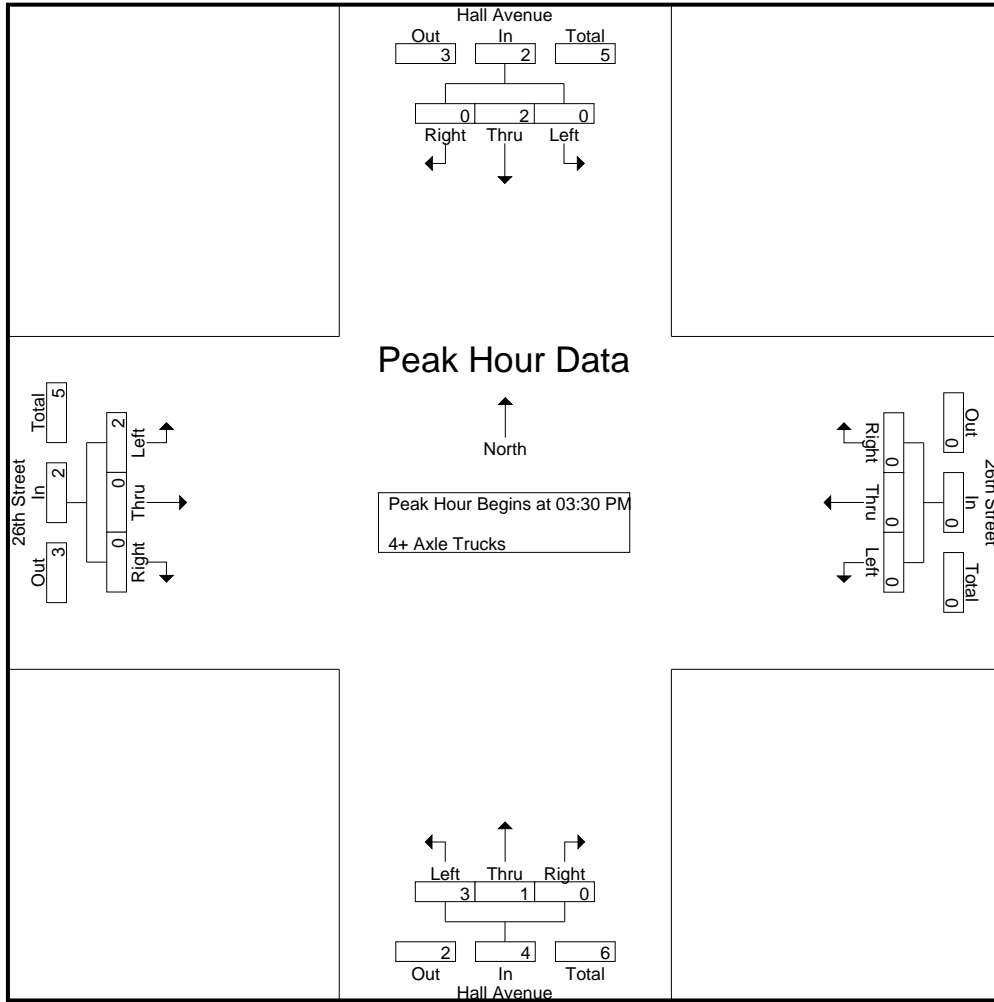 Hall Avenue
Out In Total
3 2 5
0 2 0
Right Thru Left
Peak Hour Data
North
Peak Hour Begins at 03:30 PM
4+ Axle Trucks
26th Street
Total In Out
5 2 3
2 0 0
Left Thru Right
26th Street
Out In Total
0 0 0
0 0 0
Right Thru Left
Left Thru Right
3 1 0
2 4 6
Out In Total
Hall Avenue